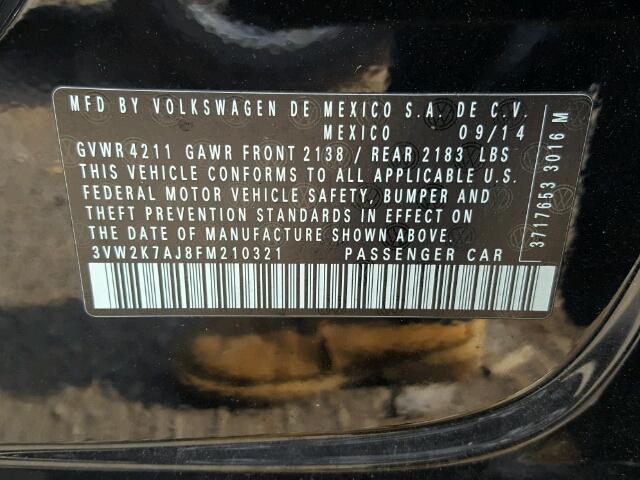 MFD BY VOLKSWAGEN DE MEXICO S.A. DE C.V.
MEXICO 09/14
GVWR 4211 GAWR FRONT 2138 / REAR 2183 LBS
THIS VEHICLE CONFORMS TO ALL APPLICABLE U.S.
FEDERAL MOTOR VEHICLE SAFETY, BUMPER AND
THEFT PREVENTION STANDARDS IN EFFECT ON
THE DATE OF MANUFACTURE SHOWN ABOVE.
3VW2K7AJ8FM210321 PASSENGER CAR
3717653 3016 M